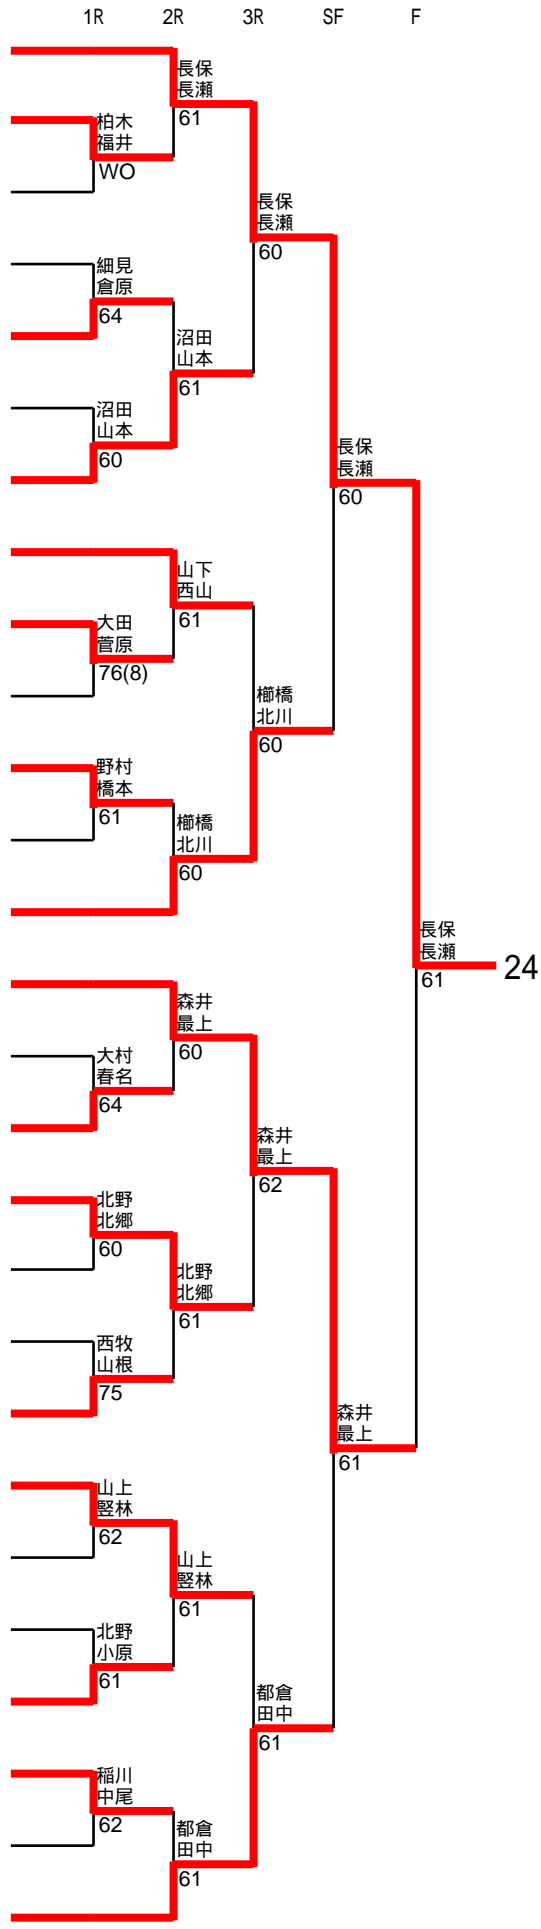 1R 2R 3R SF F
長保
長瀬
61
柏木
福井
WO
長保
長瀬
60
細見
倉原
64
沼田
山本
61
沼田
山本
60
長保
長瀬
60
山下
西山
61
大田
菅原
76(8)
櫛橋
北川
60
野村
橋本
61
櫛橋
北川
60
長保
長瀬
61
24
森井
最上
60
大村
春名
64
森井
最上
62
北野
北郷
60
北野
北郷
61
西牧
山根
75
森井
最上
61
山上
竪林
62
山上
竪林
61
北野
小原
61
都倉
田中
61
稲川
中尾
62
都倉
田中
61